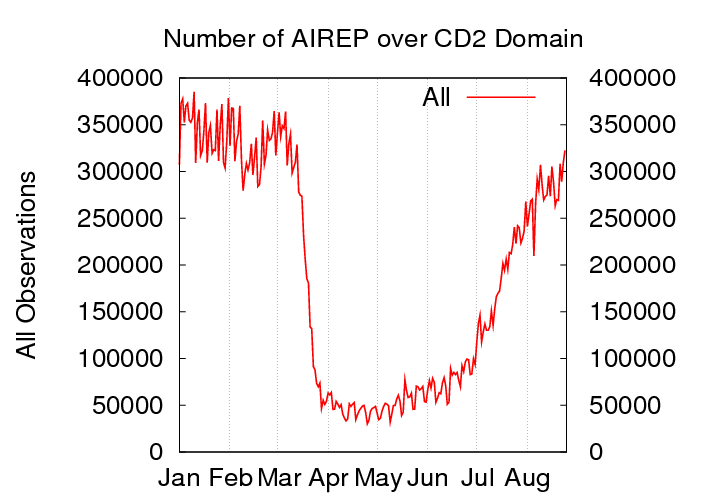 Number of AIREP over CD2 Domain
400000 400000
All
350000 350000
300000 300000
250000 250000
All Observations
200000 200000
150000 150000
100000 100000
50000 50000
0 0
Jan Feb Mar Apr May Jun Jul Aug